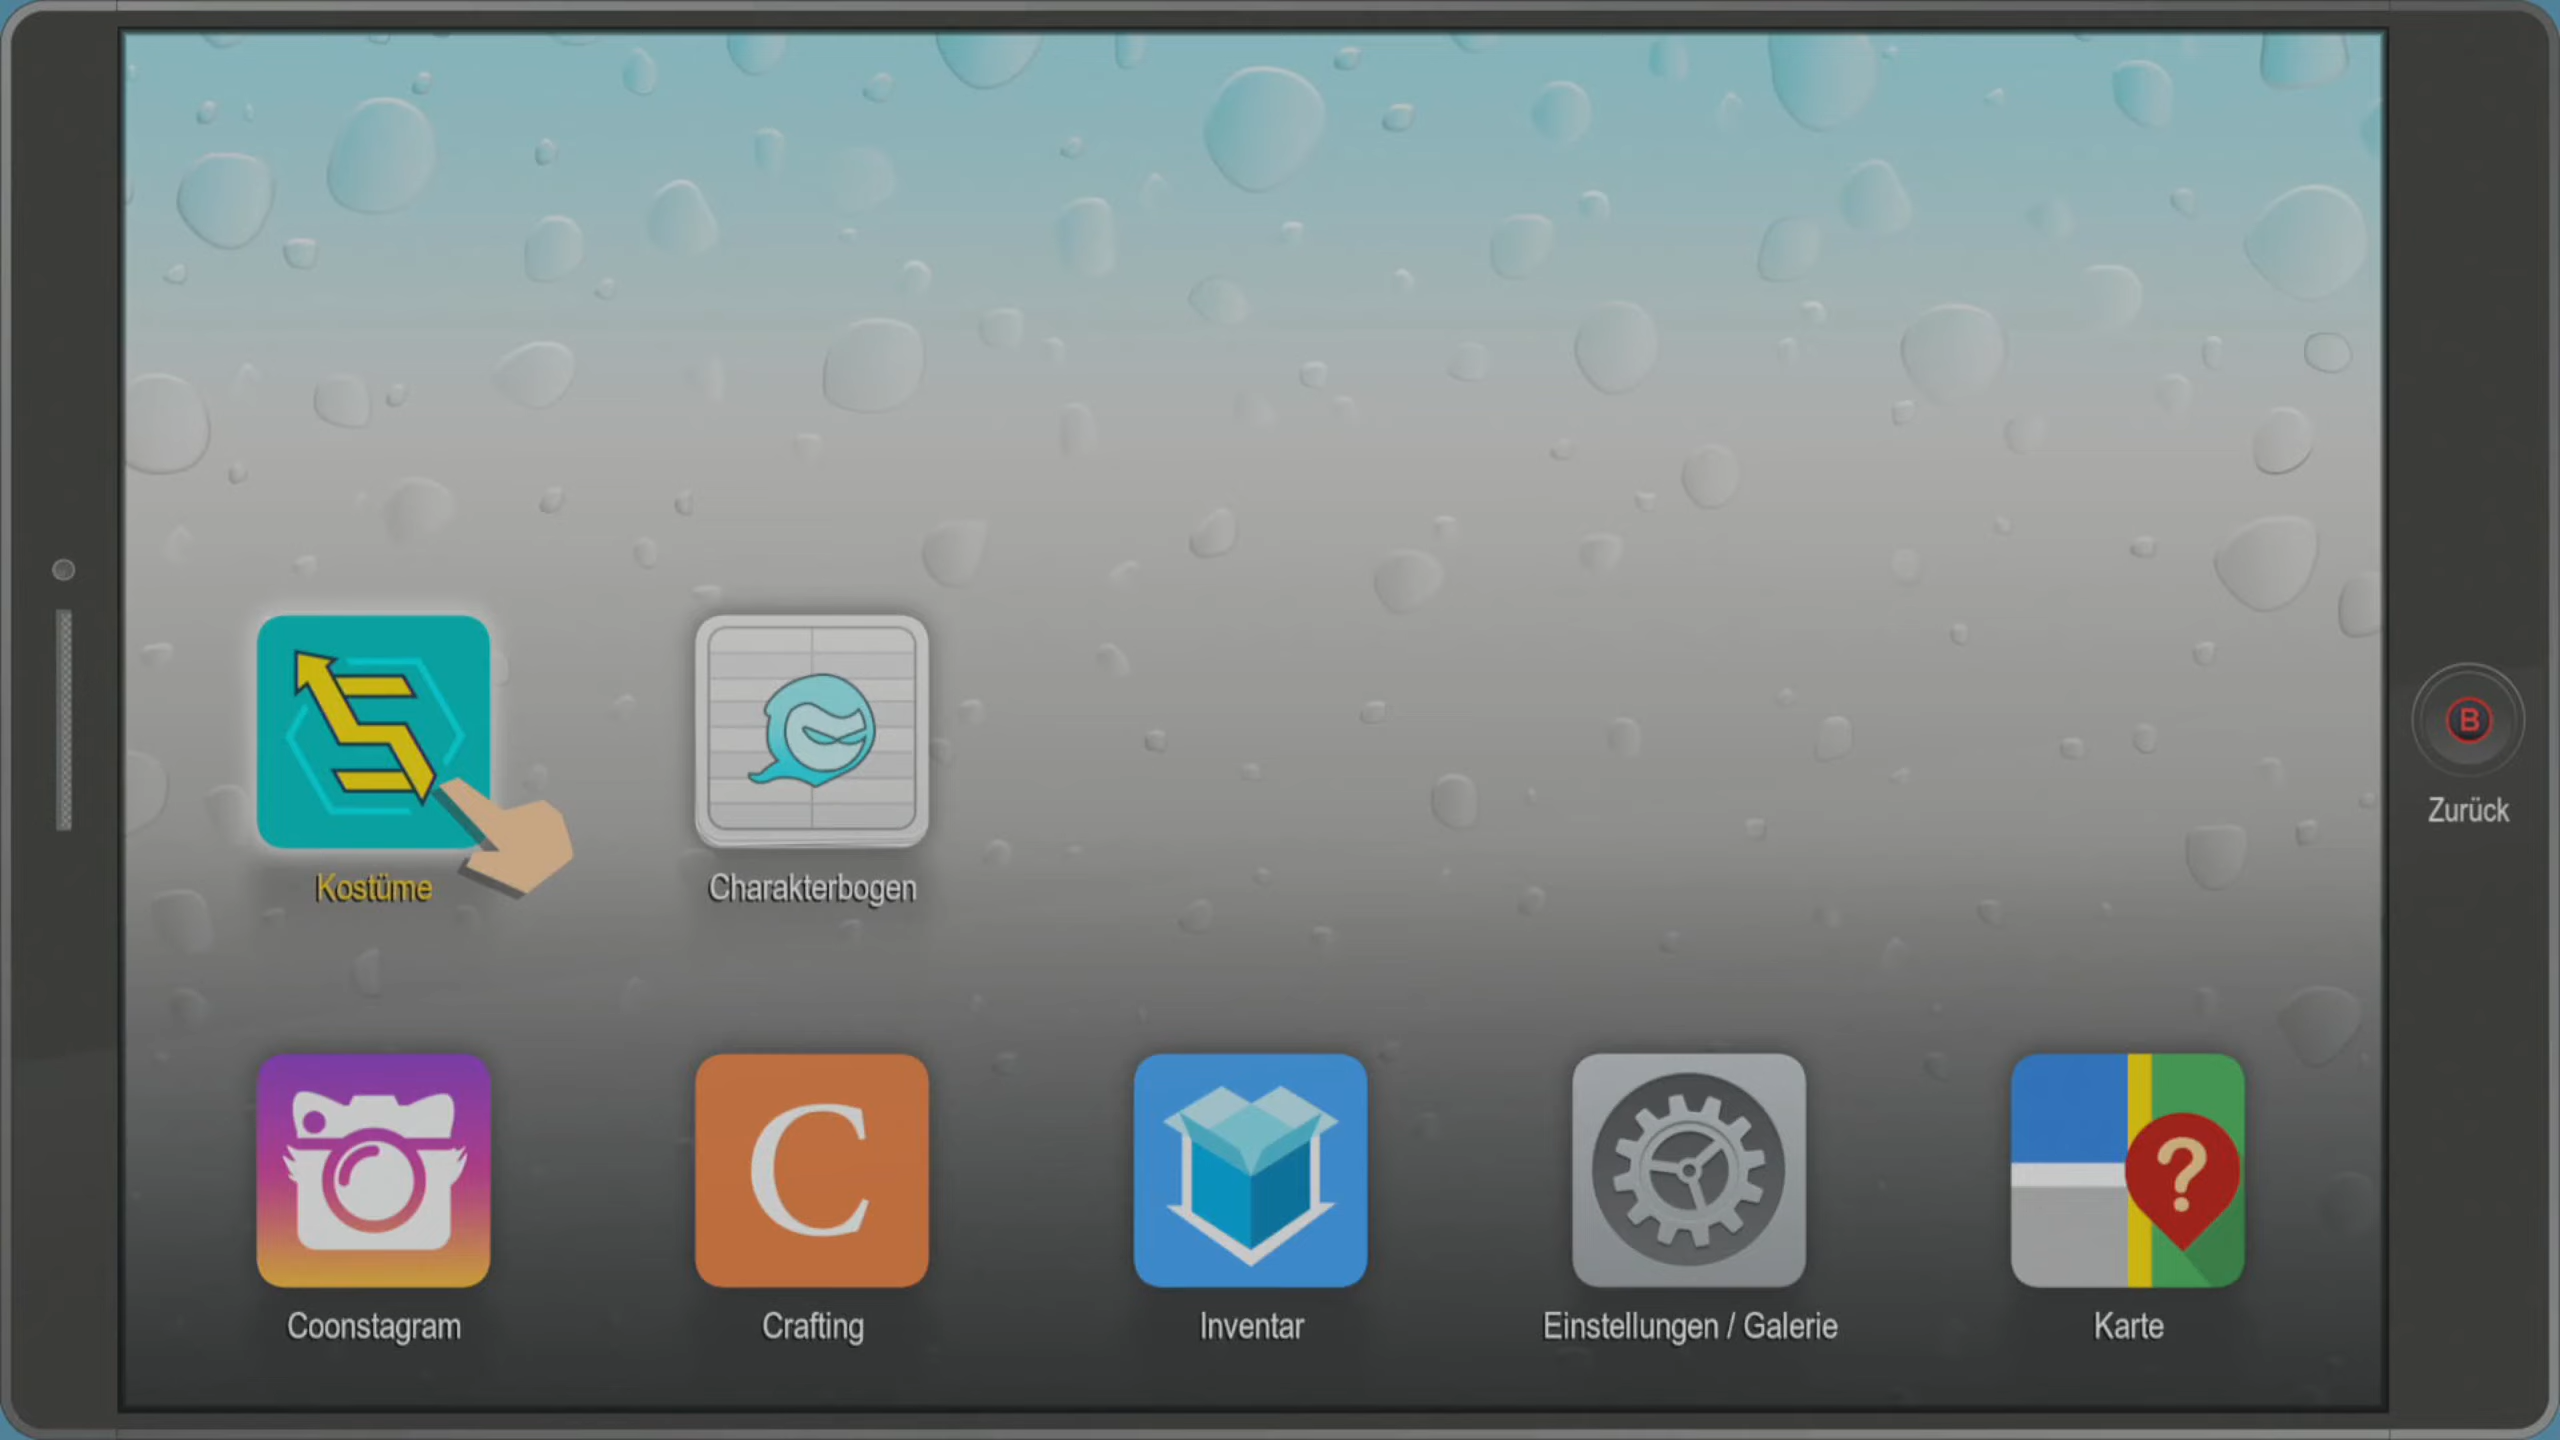 B
Zurück
Kostüme
Charakterbogen
C
?
Coonstagram
Crafting
Inventar
Einstellungen / Galerie
Karte